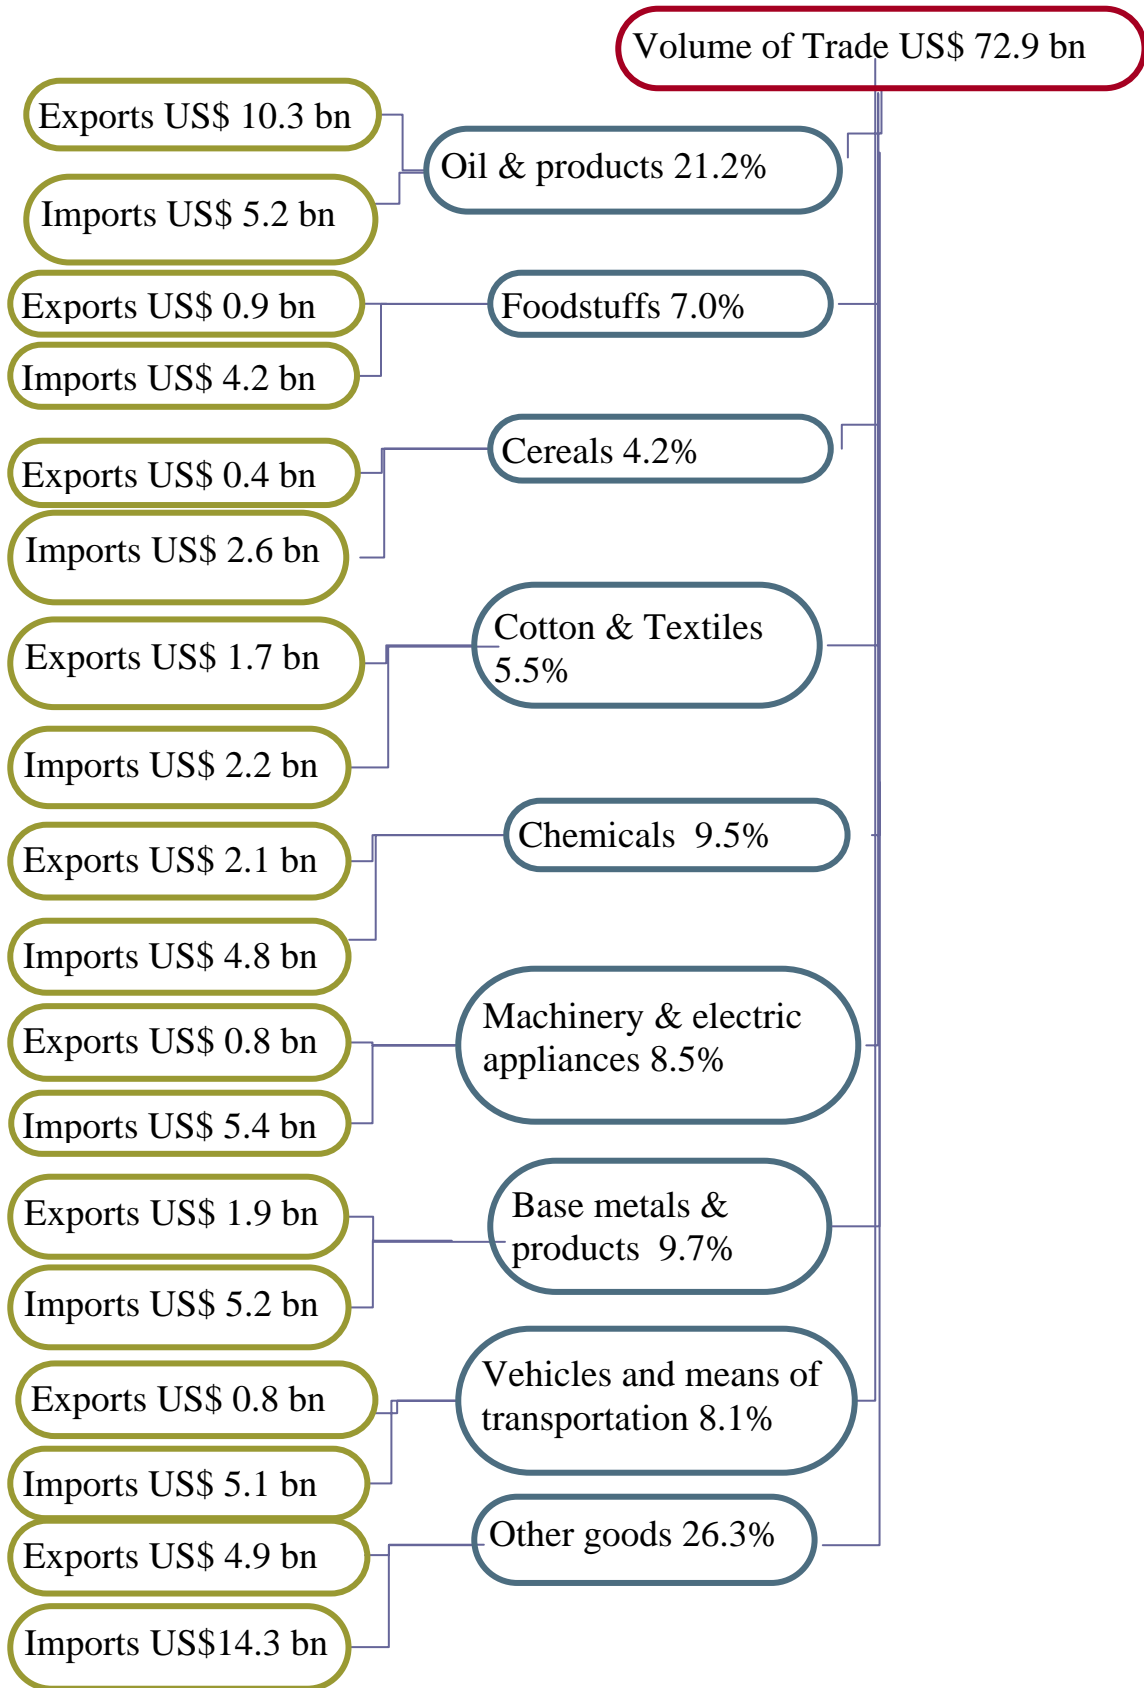 Volume of Trade US$ 72.9 bn
Exports US$ 10.3 bn
Oil & products 21.2%
Imports US$ 5.2 bn
Exports US$ 0.9 bn
Foodstuffs 7.0%
Imports US$ 4.2 bn
Cereals 4.2%
Exports US$ 0.4 bn
Imports US$ 2.6 bn
Cotton & Textiles
5.5%
Exports US$ 1.7 bn
Imports US$ 2.2 bn
Chemicals 9.5%
Exports US$ 2.1 bn
Imports US$ 4.8 bn
Machinery & electric
appliances 8.5%
Exports US$ 0.8 bn
Imports US$ 5.4 bn
Base metals &
products 9.7%
Exports US$ 1.9 bn
Imports US$ 5.2 bn
Vehicles and means of
transportation 8.1%
Exports US$ 0.8 bn
Imports US$ 5.1 bn
Other goods 26.3%
Exports US$ 4.9 bn
Imports US$14.3 bn